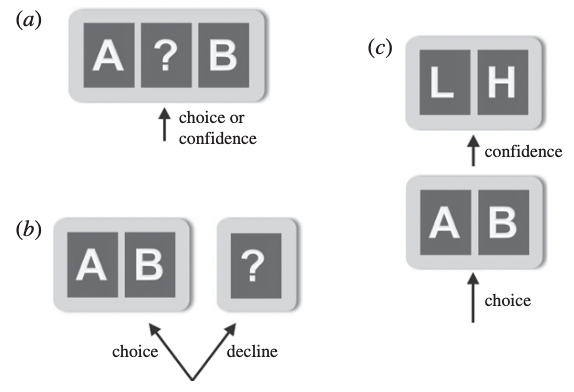 (a)
A ? B
choice or
confidence
(b)
A B
?
choice
decline
(c)
L H
confidence
A B
choice